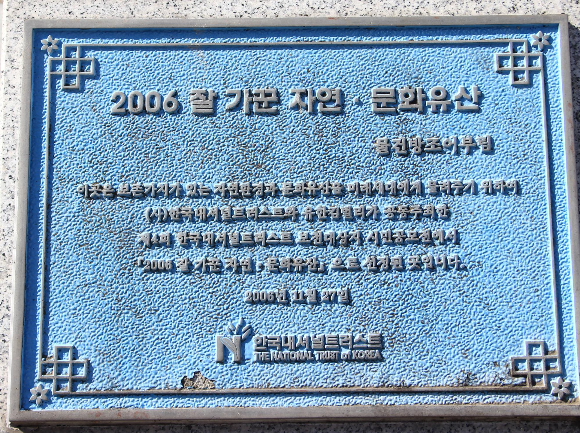 2006 잘 가꾼 자연 · 문화유산
물건방조어부림
이곳은 보존가치가 있는 자연환경과 문화유산을 미래세대에게 물려주기 위하여
(사)한국내셔널트러스트와 유한킴벌리가 공동주최한
제4회 한국내셔널트러스트 보전대상지 시민공모전에서
「2006 잘 가꾼 자연 · 문화유산」으로 선정된 곳입니다.
2006년 11월 27일
한국내셔널트러스트
THE NATIONAL TRUST OF KOREA